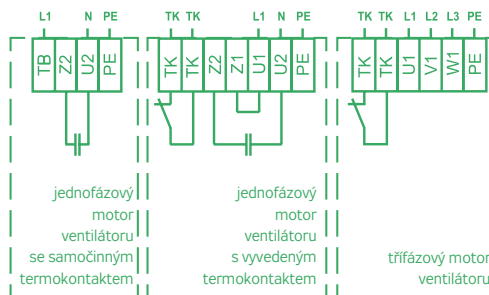 L1 N PE
TB Z2 U2 PE
jednofázový
motor
ventilátoru
se samočinným
termokontaktem
TK TK L1 N PE
TK TK Z2 Z1 U1 U2 PE
jednofázový
motor
ventilátoru
s vyvedeným
termokontaktem
TK TK L1 L2 L3 PE
TK TK U1 V1 W1 PE
třífázový motor
ventilátoru